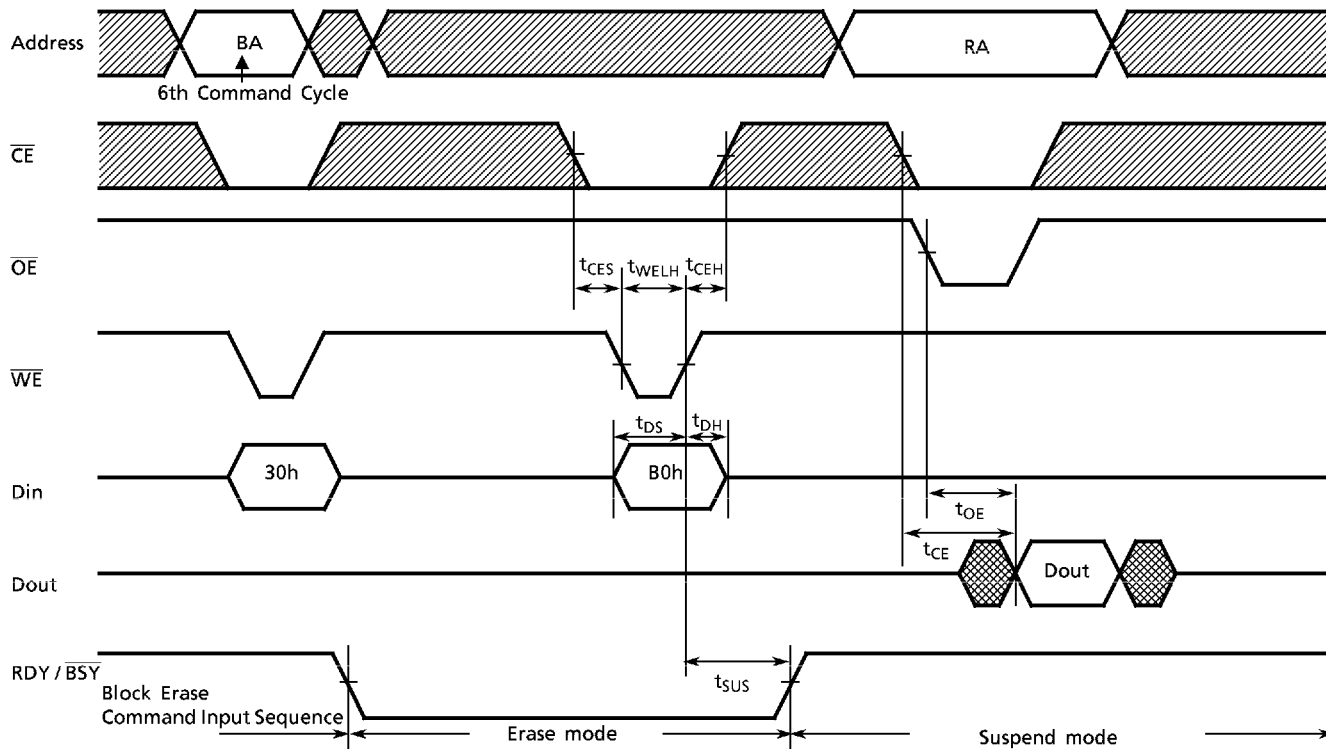 Address
BA
RA
6th Command Cycle
CE
OE
tCES
tWELH
tCEH
WE
tDS
tDH
Din
30h
B0h
tOE
tCE
Dout
Dout
RDY / BSY
tSUS
Block Erase
Command Input Sequence
Erase mode
Suspend mode